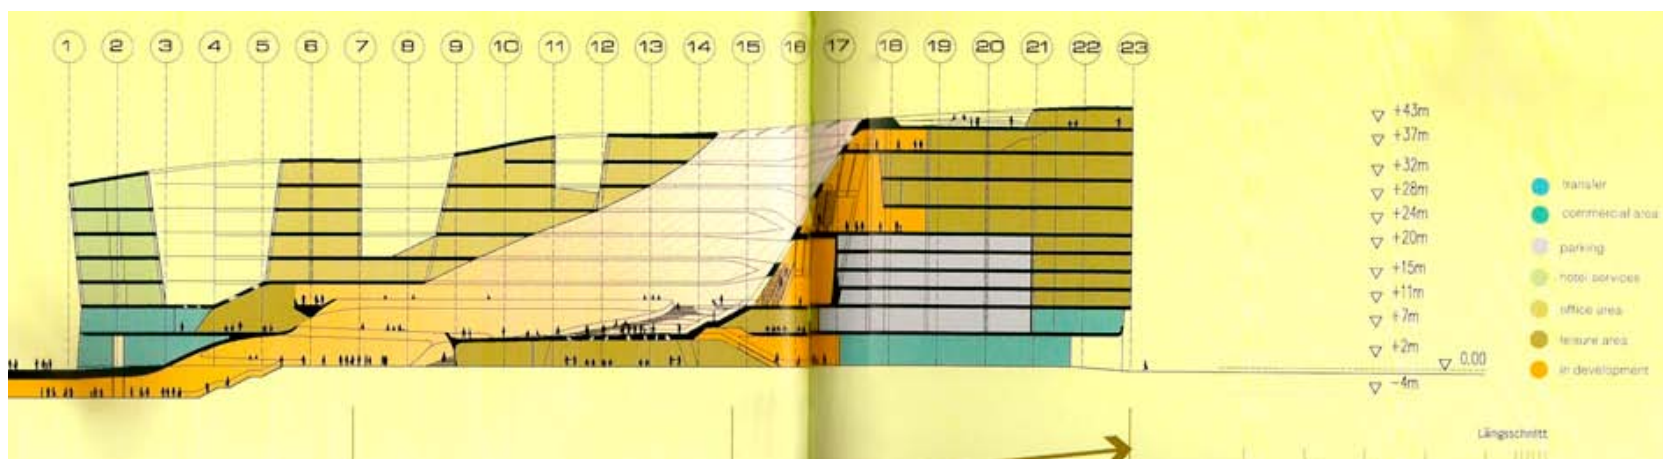 1 2 3 4 5 6 7 8 9 10 11 12 13 14 15 16 17 18 19 20 21 22 23
+43m
+37m
+32m
+28m
+24m
+20m
+15m
+11m
+7m
+2m
0.00
-4m
transfer
commercial area
parking
hotel services
office area
leisure area
in development
Längsschnitt